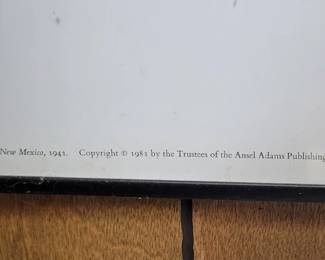 New Mexico, 1941. Copyright © 1981 by the Trustees of the Ansel Adams Publishing